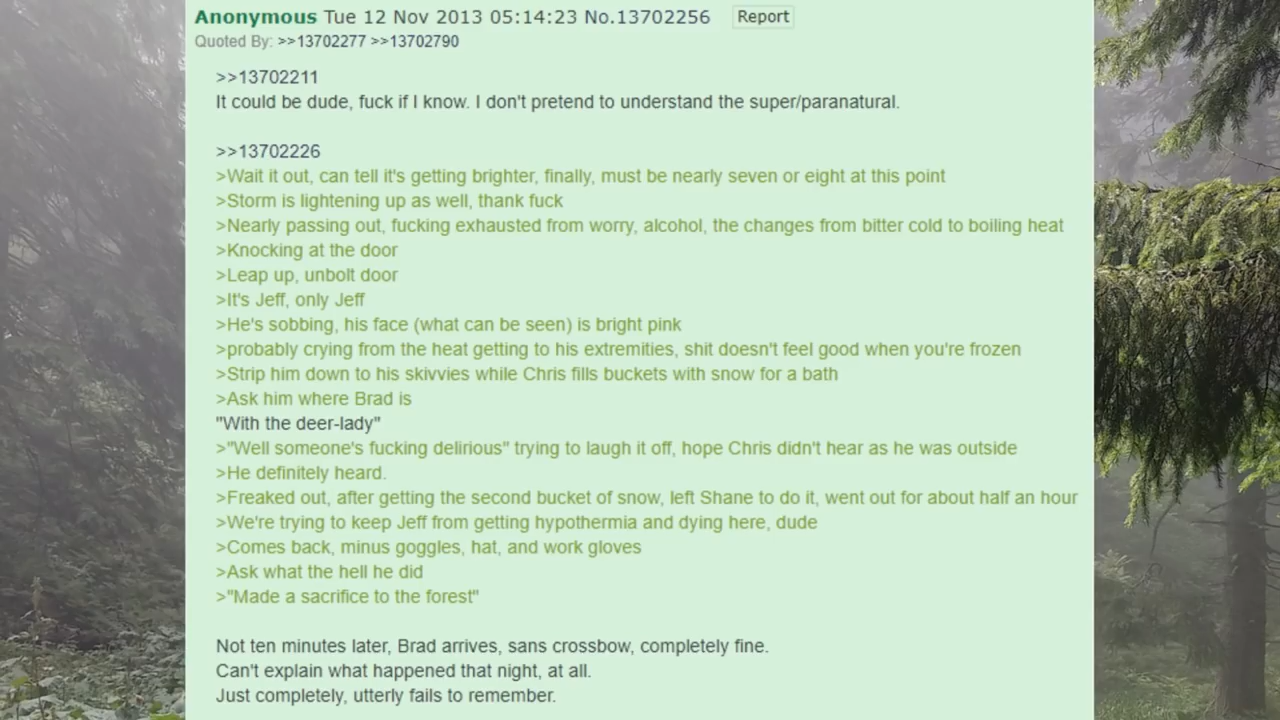 Anonymous Tue 12 Nov 2013 05:14:23 No.13702256 Report
Quoted By: >>13702277 >>13702790
>>13702211
It could be dude, fuck if I know. I don't pretend to understand the super/paranatural.
>>13702226
>Wait it out, can tell it's getting brighter, finally, must be nearly seven or eight at this point
>Storm is lightening up as well, thank fuck
>Nearly passing out, fucking exhausted from worry, alcohol, the changes from bitter cold to boiling heat
>Knocking at the door
>Leap up, unbolt door
>It's Jeff, only Jeff
>He's sobbing, his face (what can be seen) is bright pink
>probably crying from the heat getting to his extremities, shit doesn't feel good when you're frozen
>Strip him down to his skivvies while Chris fills buckets with snow for a bath
>Ask him where Brad is
"With the deer-lady"
>"Well someone's fucking delirious" trying to laugh it off, hope Chris didn't hear as he was outside
>He definitely heard.
>Freaked out, after getting the second bucket of snow, left Shane to do it, went out for about half an hour
>We're trying to keep Jeff from getting hypothermia and dying here, dude
>Comes back, minus goggles, hat, and work gloves
>Ask what the hell he did
>"Made a sacrifice to the forest"
Not ten minutes later, Brad arrives, sans crossbow, completely fine.
Can't explain what happened that night, at all.
Just completely, utterly fails to remember.